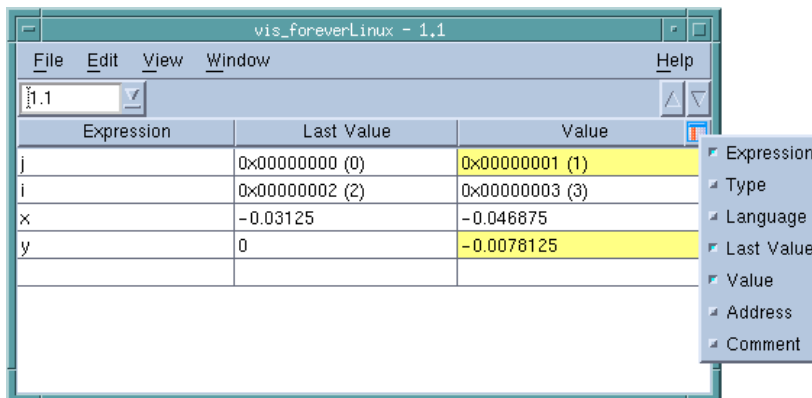 vis_foreverLinux - 1.1
File Edit View Window Help
1.1
Expression Last Value Value
j 0x00000000 (0) 0x00000001 (1)
i 0x00000002 (2) 0x00000003 (3)
x -0.03125 -0.046875
y 0 -0.0078125
Expression
Type
Language
Last Value
Value
Address
Comment